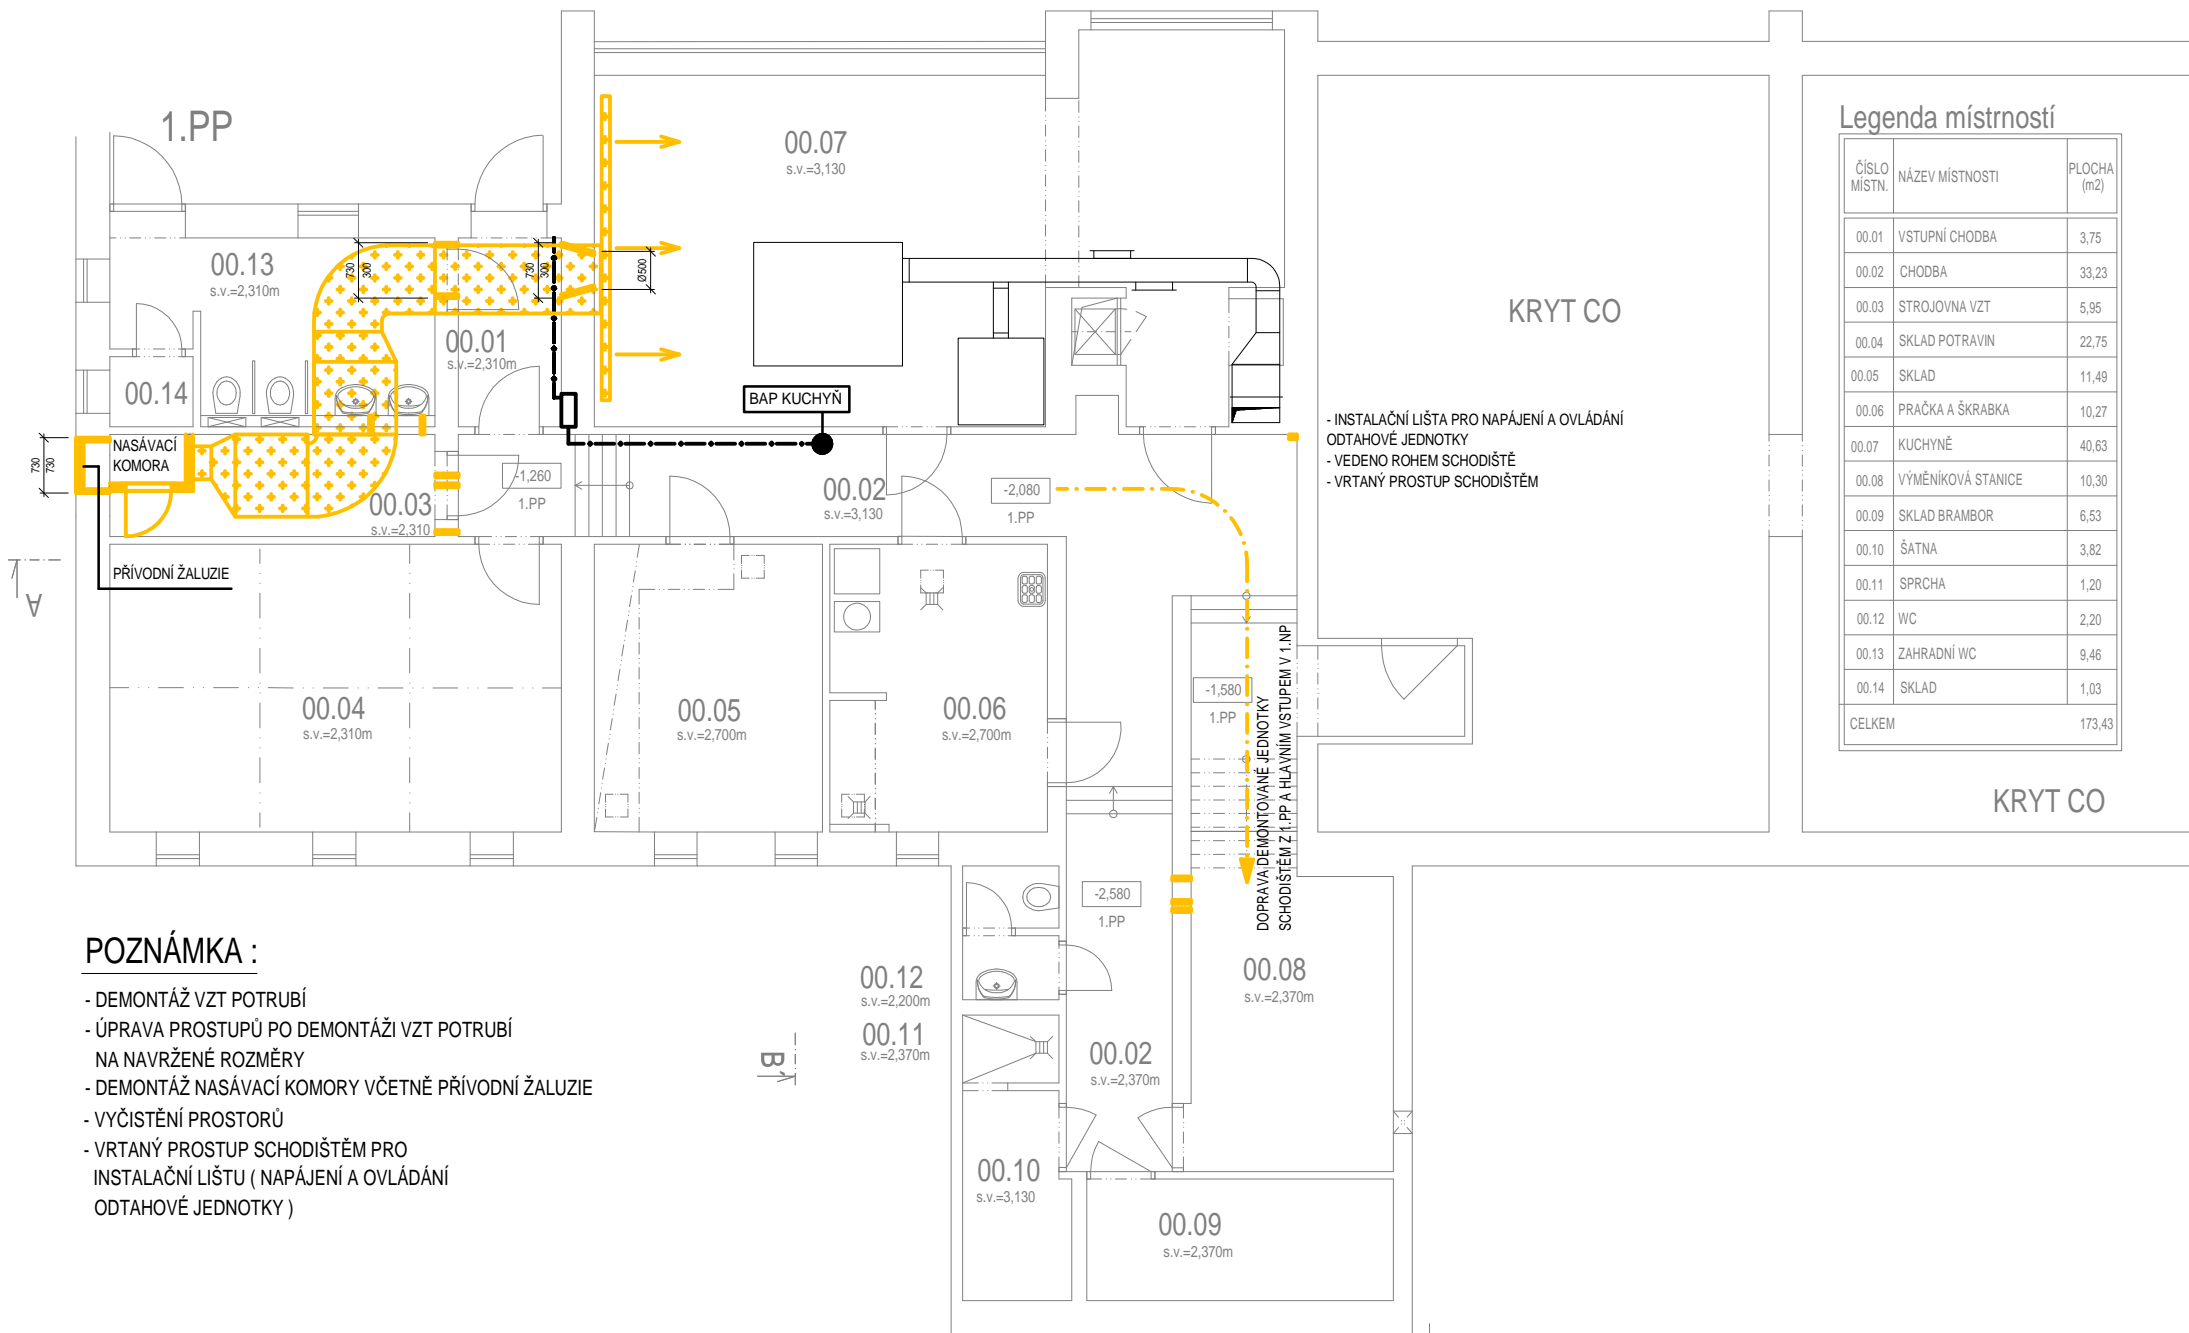 1.PP
00.07
s.v.=3,130
00.13
s.v.=2,310m
730
300
730
300
Ø500
00.01
s.v.=2,310m
00.14
NASÁVACÍ
KOMORA
730
730
00.03
s.v.=2,310
-1,260
1.PP
BAP KUCHYŇ
00.02
s.v.=3,130
-2,080
1.PP
PŘÍVODNÍ ŽALUZIE
A
00.04
s.v.=2,310m
00.05
s.v.=2,700m
00.06
s.v.=2,700m
-1,580
1.PP
DOPRAVA DEMONTOVANÉ JEDNOTKY
SCHODIŠTĚM Z 1.PP A HLAVNÍM VSTUPEM V 1.NP
KRYT CO
- INSTALAČNÍ LIŠTA PRO NAPÁJENÍ A OVLÁDÁNÍ
ODTAHOVÉ JEDNOTKY
- VEDENO ROHEM SCHODIŠTĚ
- VRTANÝ PROSTUP SCHODIŠTĚM
Legenda místrností
ČÍSLO MÍSTN. NÁZEV MÍSTNOSTI PLOCHA (m2)
00.01 VSTUPNÍ CHODBA 3,75
00.02 CHODBA 33,23
00.03 STROJOVNA VZT 5,95
00.04 SKLAD POTRAVIN 22,75
00.05 SKLAD 11,49
00.06 PRAČKA A ŠKRABKA 10,27
00.07 KUCHYNĚ 40,63
00.08 VÝMĚNÍKOVÁ STANICE 10,30
00.09 SKLAD BRAMBOR 6,53
00.10 ŠATNA 3,82
00.11 SPRCHA 1,20
00.12 WC 2,20
00.13 ZAHRADNÍ WC 9,46
00.14 SKLAD 1,03
CELKEM 173,43
KRYT CO
-2,580
1.PP
00.12
s.v.=2,200m
00.11
s.v.=2,370m
00.08
s.v.=2,370m
00.02
s.v.=2,370m
00.10
s.v.=3,130
00.09
s.v.=2,370m
B'
POZNÁMKA :
- DEMONTÁŽ VZT POTRUBÍ
- ÚPRAVA PROSTUPŮ PO DEMONTÁŽI VZT POTRUBÍ
NA NAVRŽENÉ ROZMĚRY
- DEMONTÁŽ NASÁVACÍ KOMORY VČETNĚ PŘÍVODNÍ ŽALUZIE
- VYČISTĚNÍ PROSTORŮ
- VRTANÝ PROSTUP SCHODIŠTĚM PRO
INSTALAČNÍ LIŠTU ( NAPÁJENÍ A OVLÁDÁNÍ
ODTAHOVÉ JEDNOTKY )